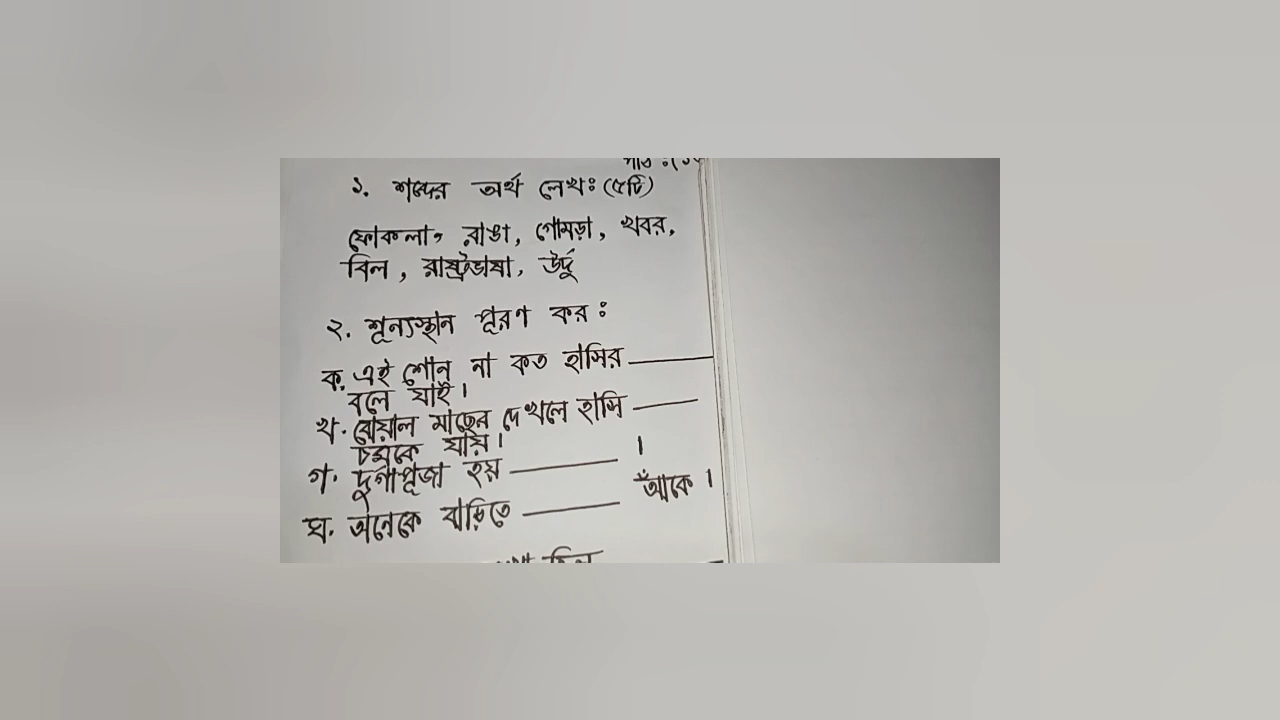 ১. শব্দের অর্থ লেখঃ (৫টি)
ফোকলা, রাঙা, গোমড়া, খবর,
বিল, রাষ্ট্রভাষা, উর্দু
২. শূন্যস্থান পূরণ করঃ
ক. এই শোন না কত হাসির ————
বলে যাই।
খ. বোয়াল মাছের দেখলে হাসি ————
চমকে যায়।
গ. দুর্গাপূজা হয় ———— ।
ঘ. অনেকে বাড়িতে ———— আঁকে।